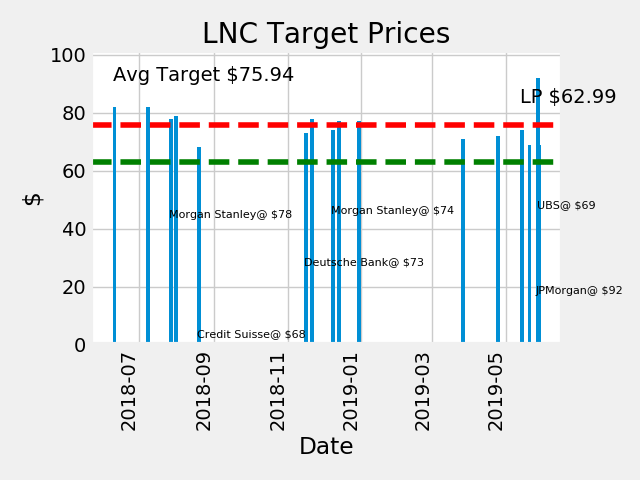 LNC Target Prices
Avg Target $75.94
LP $62.99
100
80
60
40
20
0
$
Morgan Stanley@ $78
Morgan Stanley@ $74
UBS@ $69
Deutsche Bank@ $73
JPMorgan@ $92
Credit Suisse@ $68
2018-07
2018-09
2018-11
2019-01
2019-03
2019-05
Date